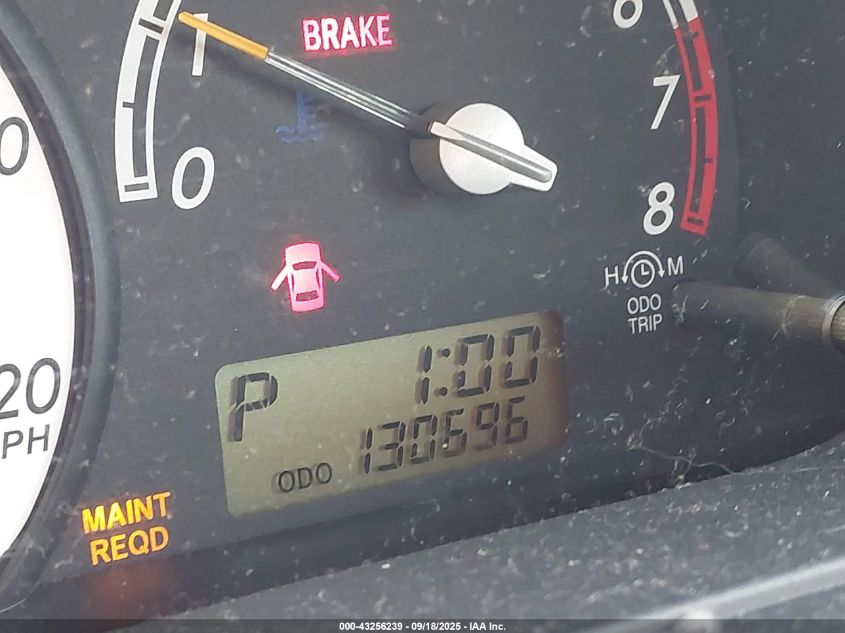 BRAKE
1
0
6
7
8
0
H M
ODO
TRIP
20
PH
P 1:00
ODO 130696
MAINT
REQD
000-43256239 - 09/18/2025 - IAA Inc.